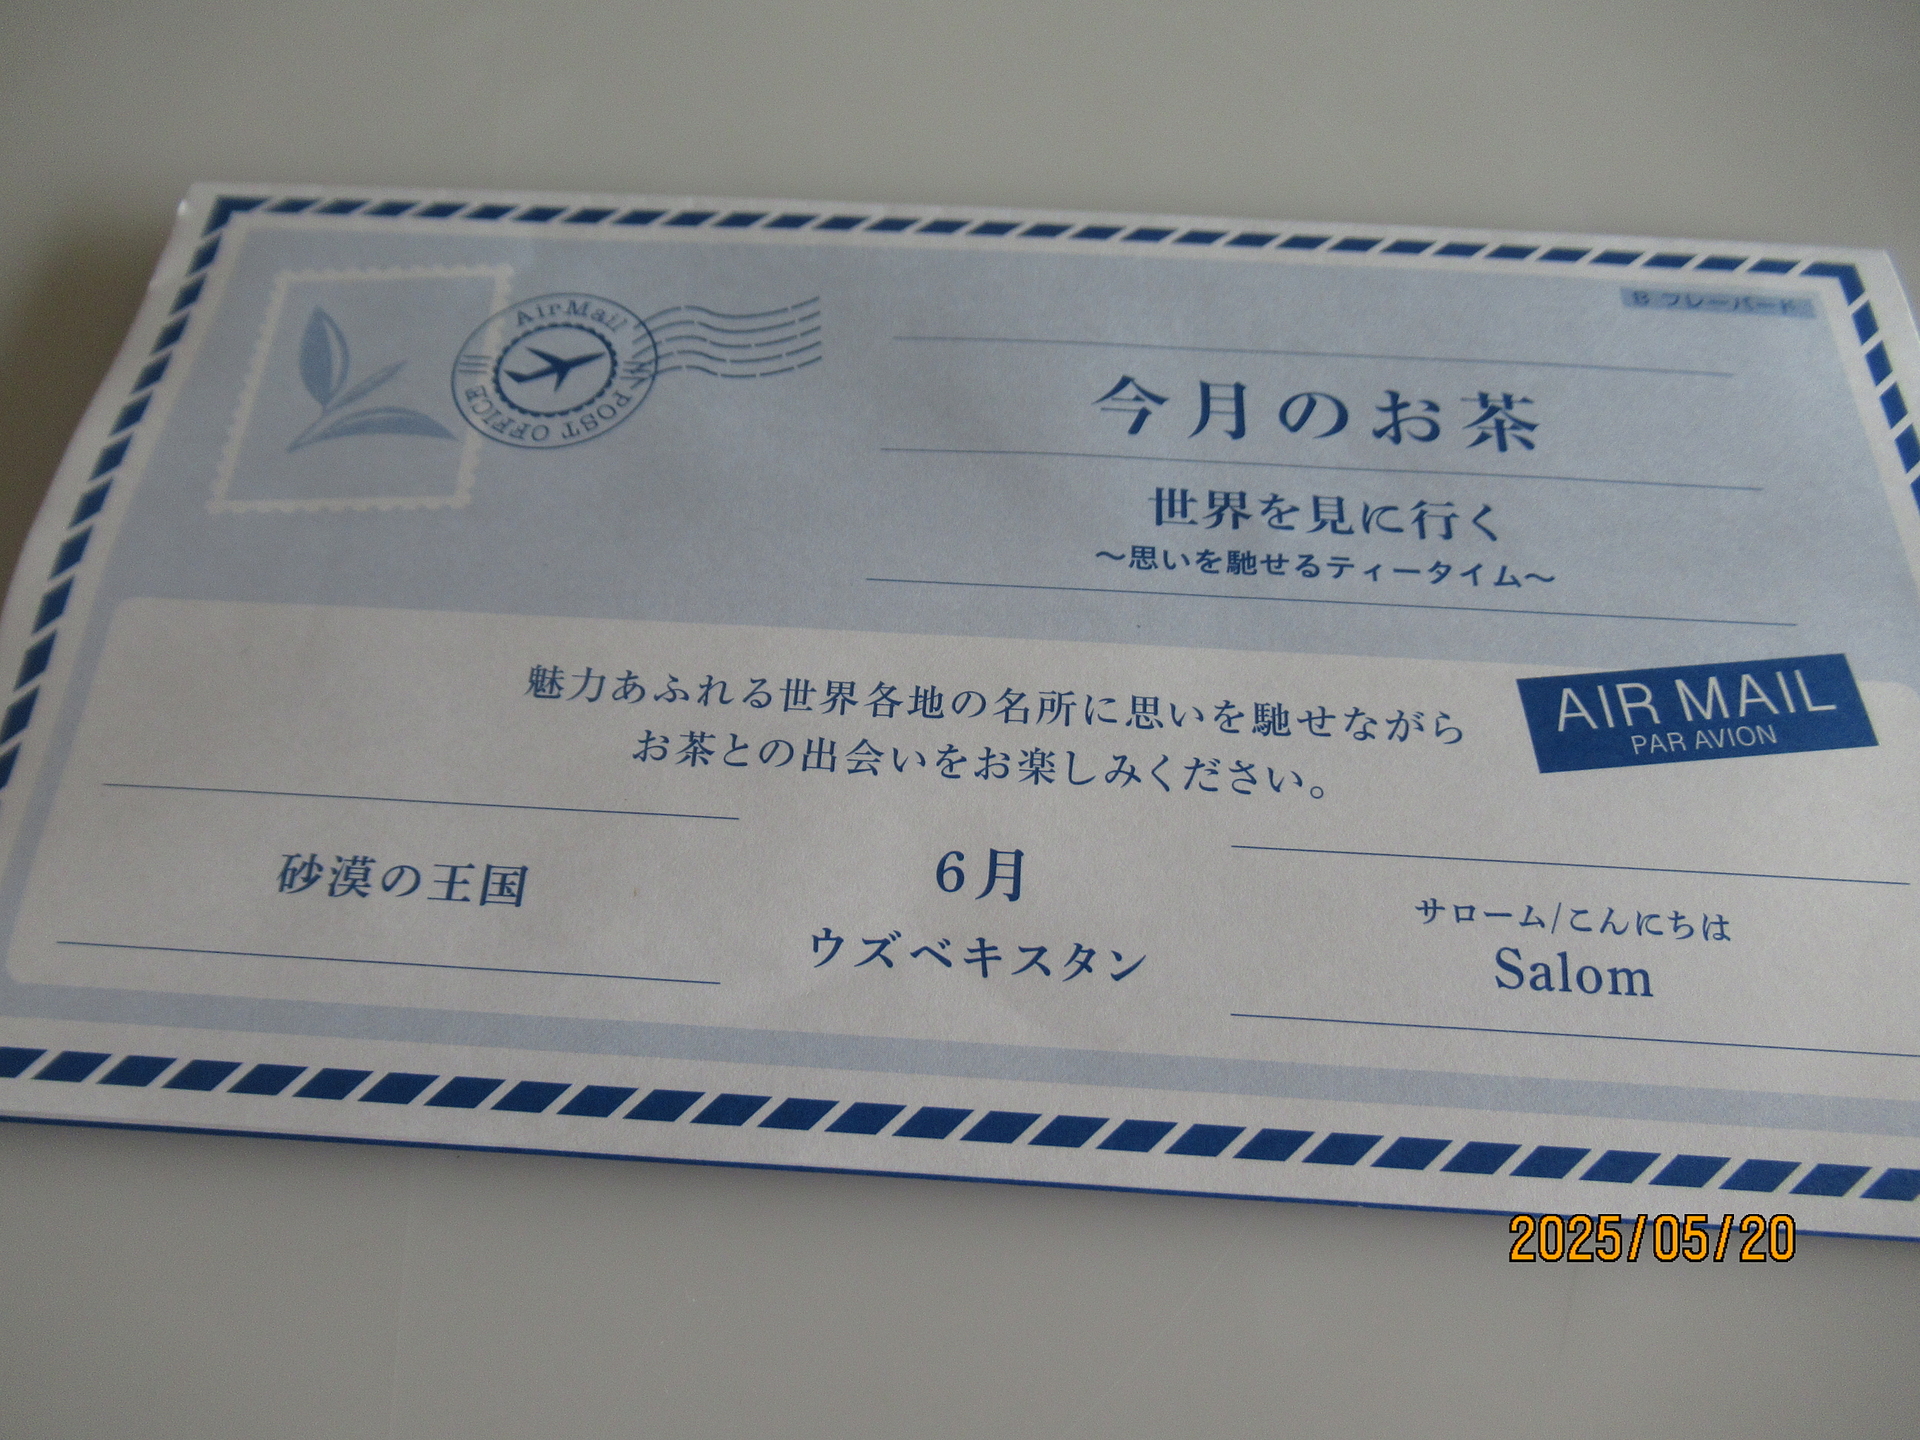 B フレーバード
AirMail
POST OFFICE
今月のお茶
世界を見に行く
〜思いを馳せるティータイム〜
魅力あふれる世界各地の名所に思いを馳せながら
お茶との出会いをお楽しみください。
AIR MAIL
PAR AVION
砂漠の王国
6月
ウズベキスタン
サローム/こんにちは
Salom
2025/05/20